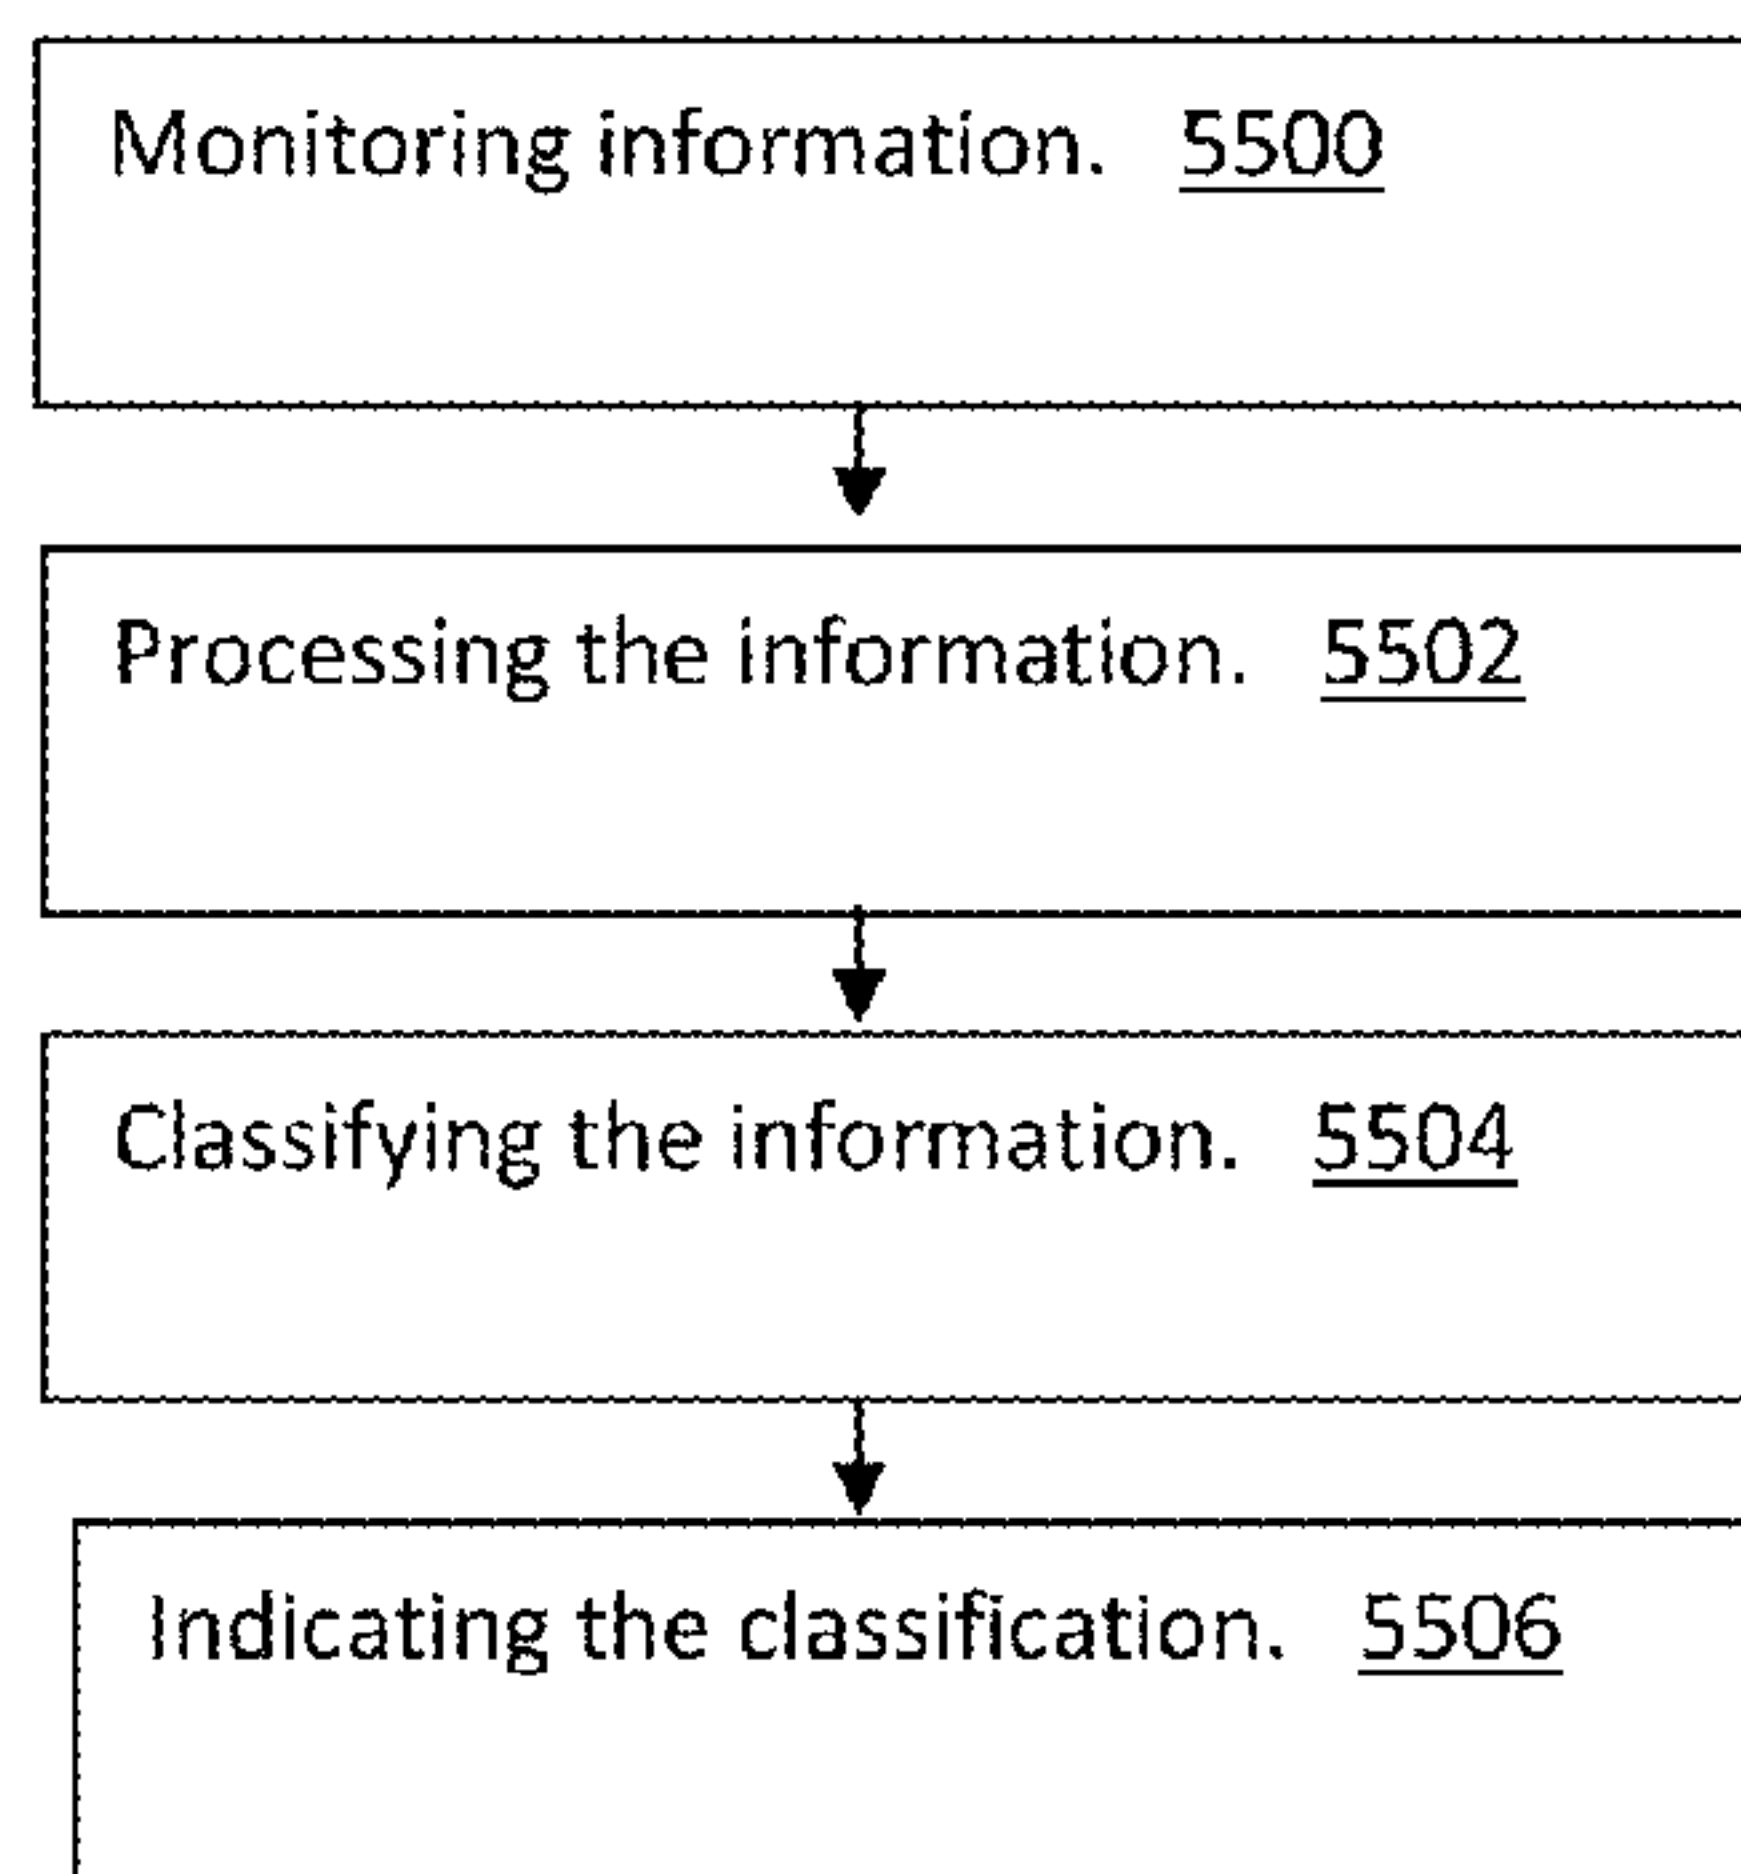 Monitoring information. 5500
Processing the information. 5502
Classifying the information. 5504
Indicating the classification. 5506